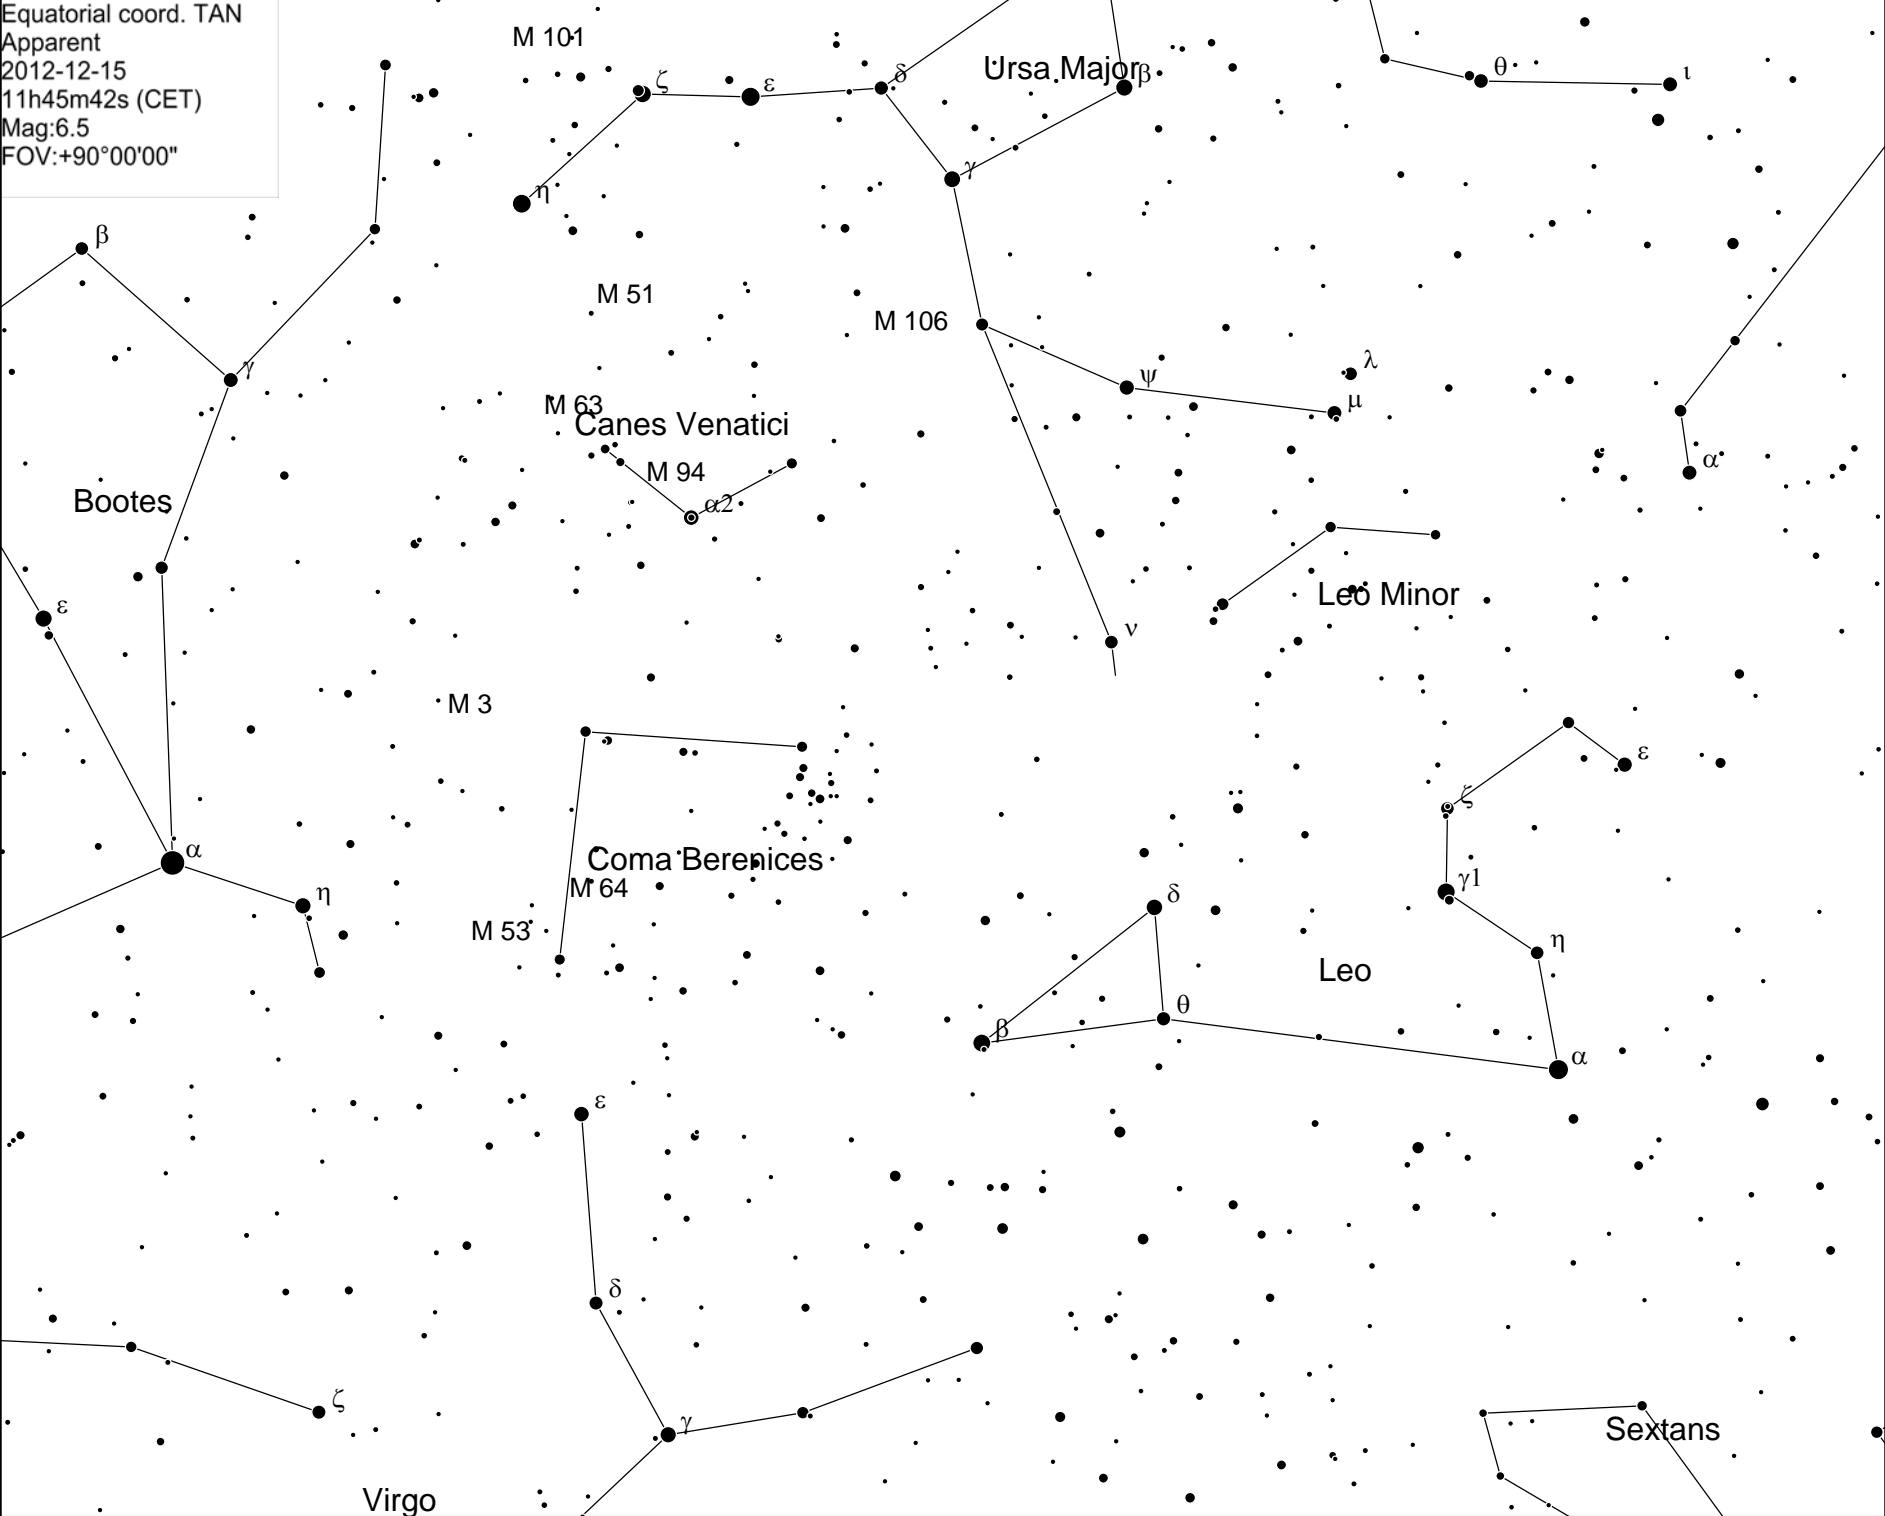 Equatorial coord. TAN
Apparent
2012-12-15
11h45m42s (CET)
Mag:6.5
FOV:+90°00'00"
M 101
ζ
ε
δ
Ursa Major
β
θ
ι
γ
η
β
M 51
M 106
γ
λ
ψ
μ
M 63
Canes Venatici
M 94
α
α2
Bootes
Leo Minor
ε
ν
M 3
ε
ζ
α
Coma Berenices
M 64
γ1
η
δ
M 53
η
Leo
θ
β
α
ε
δ
ζ
γ
Sextans
Virgo